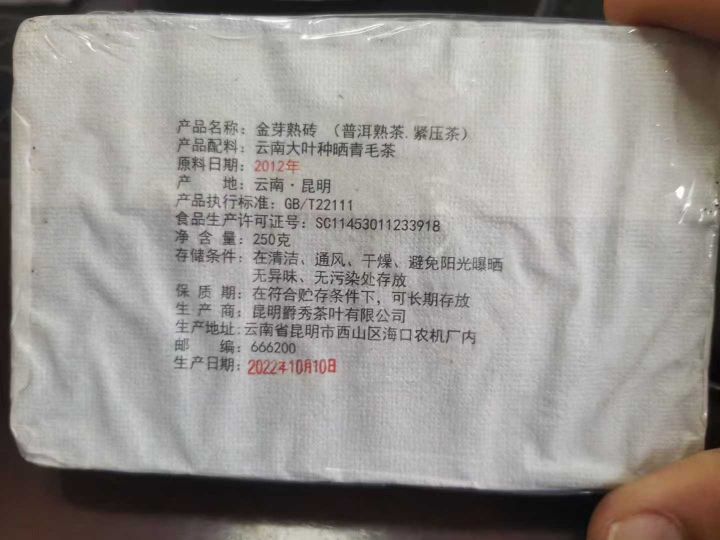 产品名称：金芽熟砖 （普洱熟茶.紧压茶）
产品配料：云南大叶种晒青毛茶
原料日期：2012年
产 地：云南·昆明
产品执行标准：GB/T22111
食品生产许可证号：SC11453011233918
净 含 量：250克
存储条件：在清洁、通风、干燥、避免阳光曝晒
无异味、无污染处存放
保 质 期：在符合贮存条件下，可长期存放
生 产 商：昆明爵秀茶叶有限公司
生产地址：云南省昆明市西山区海口农机厂内
邮 编：666200
生产日期：2022年10月10日